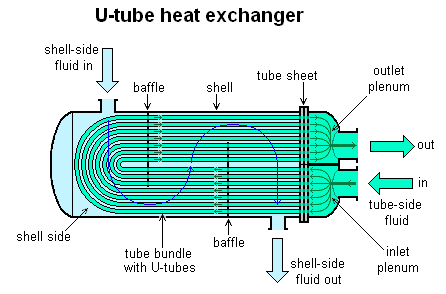 U-tube heat exchanger
shell-side
fluid in
baffle
shell
tube sheet
outlet
plenum
out
in
tube-side
fluid
shell side
tube bundle
with U-tubes
baffle
shell-side
fluid out
inlet
plenum